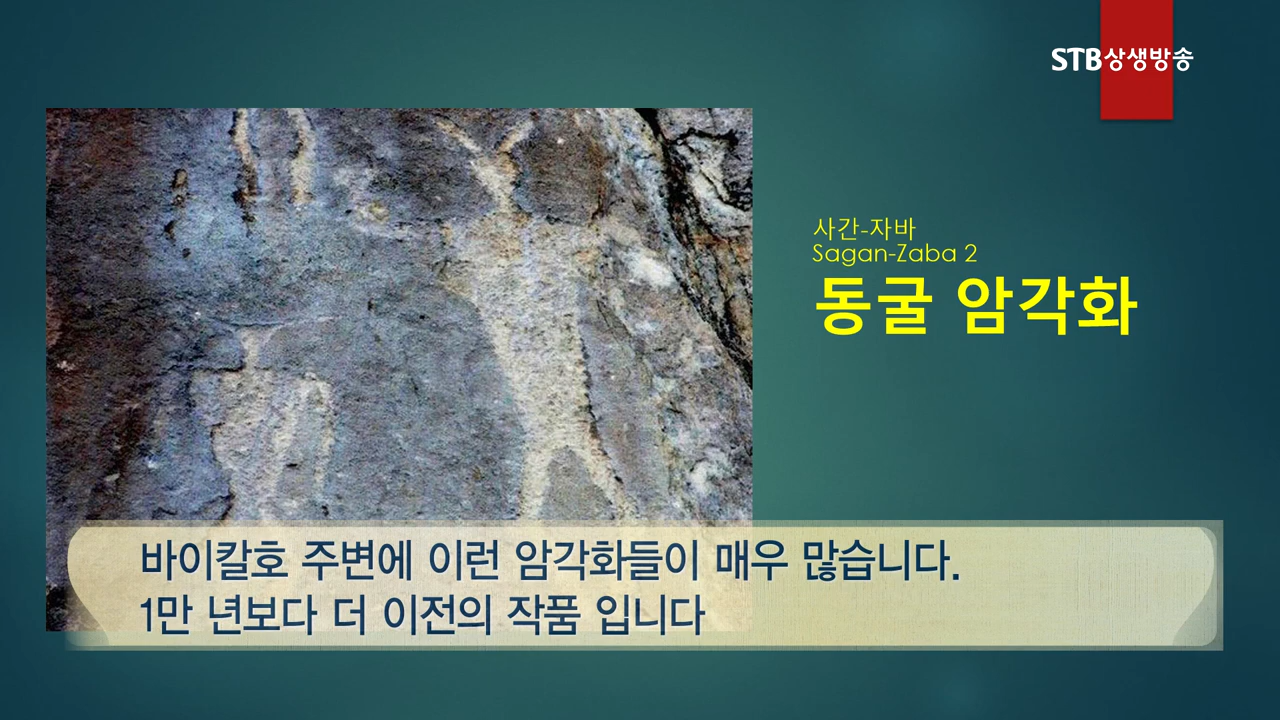 STB상생방송
사간-자바
Sagan-Zaba 2
동굴 암각화
바이칼호 주변에 이런 암각화들이 매우 많습니다.
1만 년보다 더 이전의 작품 입니다